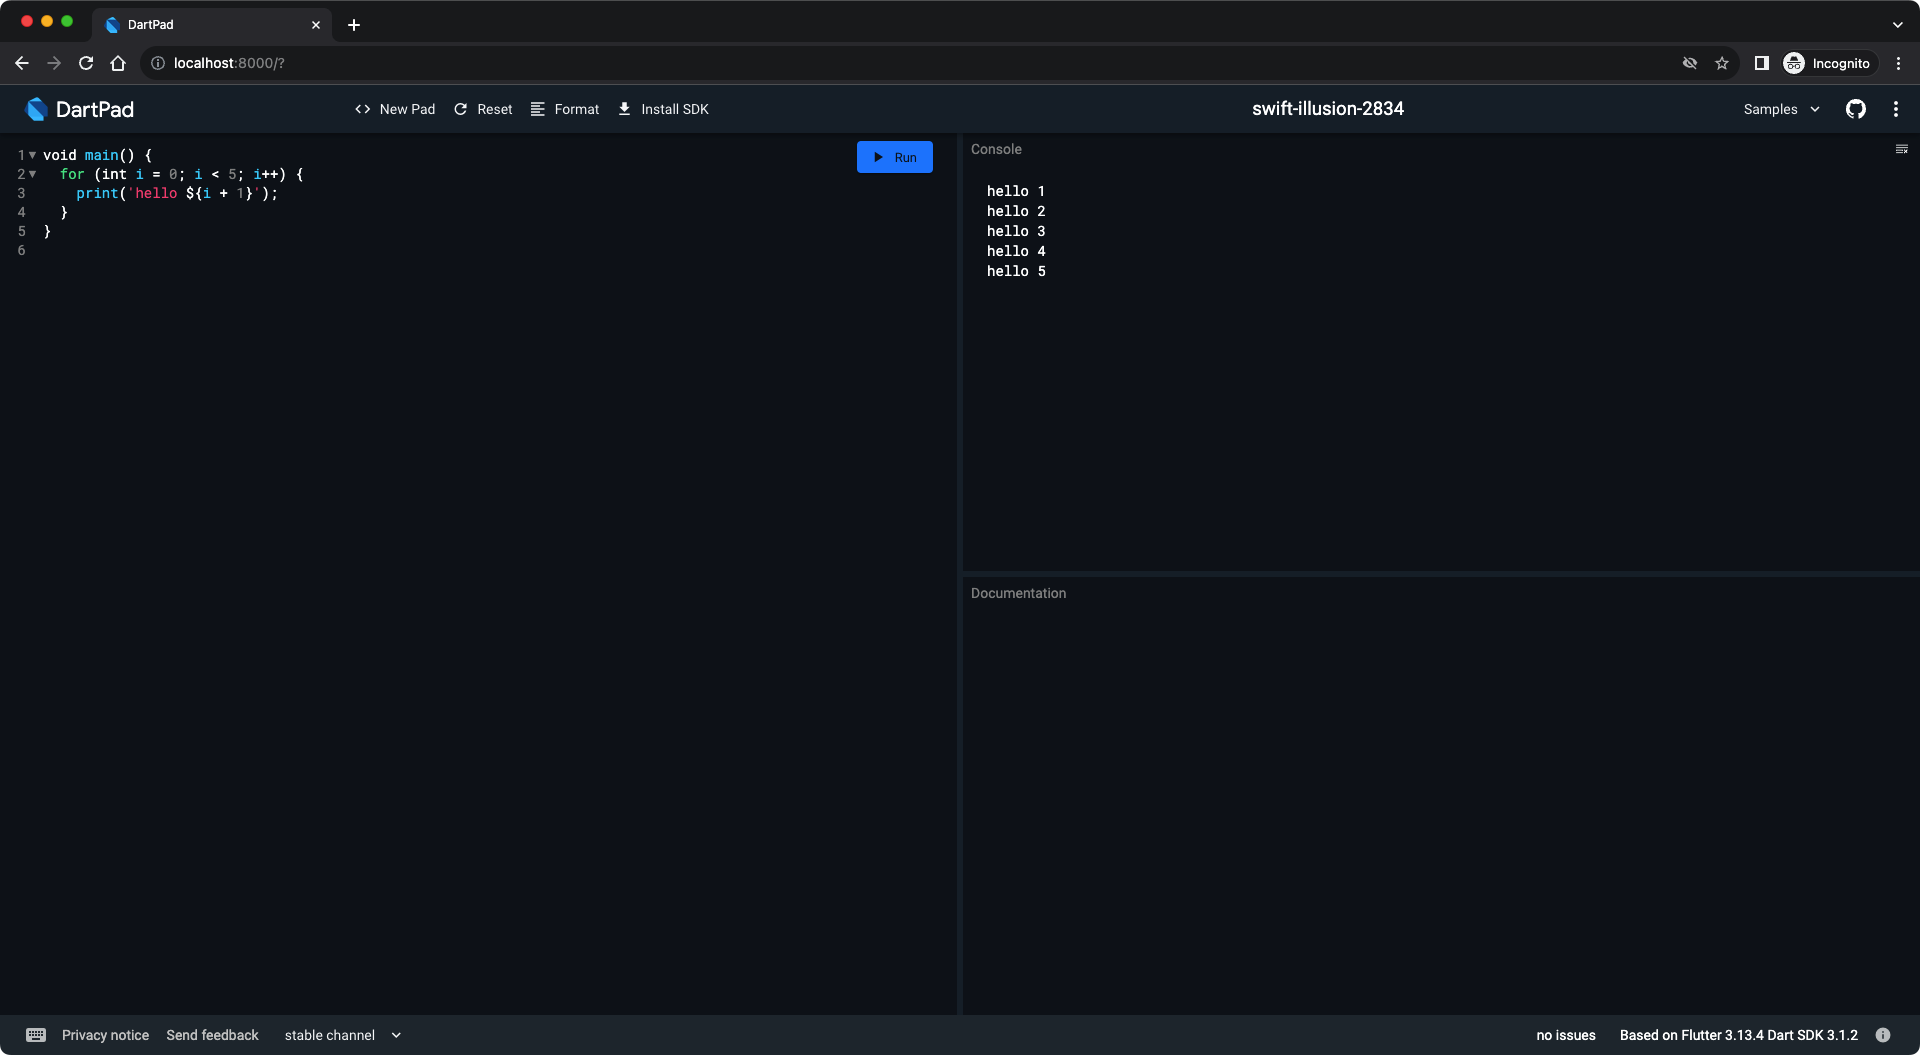 DartPad
localhost:8000/?
Incognito
DartPad
New Pad Reset Format Install SDK
swift-illusion-2834
Samples
1 void main() {
2   for (int i = 0; i < 5; i++) {
3     print('hello ${i + 1}');
4   }
5 }
6
Run
Console
hello 1
hello 2
hello 3
hello 4
hello 5
Documentation
Privacy notice Send feedback stable channel
no issues Based on Flutter 3.13.4 Dart SDK 3.1.2